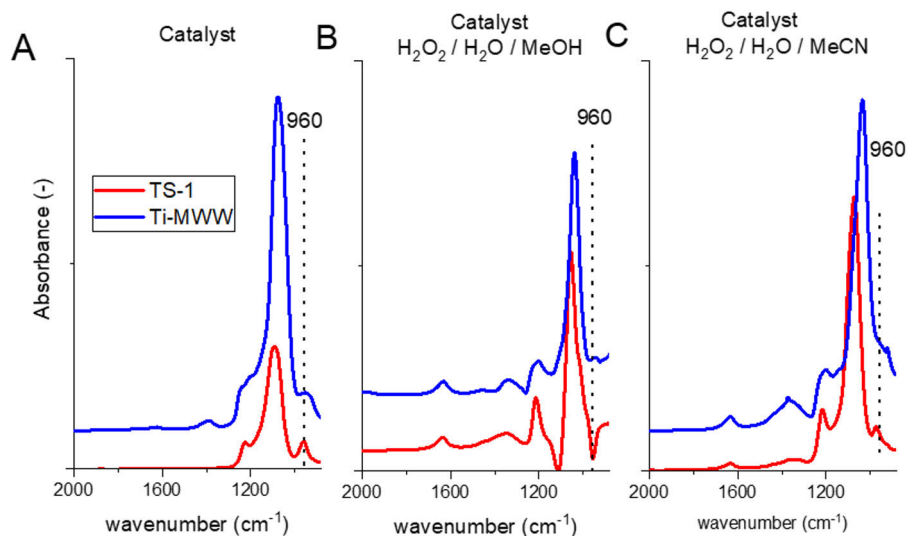 A
Catalyst
960
TS-1
Ti-MWW
Absorbance (-)
2000
1600
1200
wavenumber (cm⁻¹)
B
Catalyst
H₂O₂ / H₂O / MeOH
960
2000
1600
1200
wavenumber (cm⁻¹)
C
Catalyst
H₂O₂ / H₂O / MeCN
960
2000
1600
1200
wavenumber (cm⁻¹)